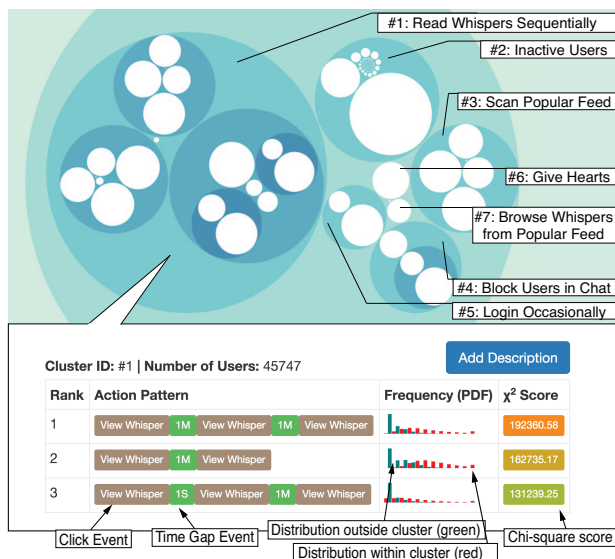 #1: Read Whispers Sequentially
#2: Inactive Users
#3: Scan Popular Feed
#6: Give Hearts
#7: Browse Whispers
from Popular Feed
#4: Block Users in Chat
#5: Login Occasionally
Cluster ID: #1 | Number of Users: 45747
Add Description
Rank Action Pattern Frequency (PDF) χ² Score
1 View Whisper 1M View Whisper 1M View Whisper 192360.58
2 View Whisper 1M View Whisper 162735.17
3 View Whisper 1S View Whisper 1M View Whisper 131239.25
Click Event Time Gap Event Distribution outside cluster (green) Chi-square score
Distribution within cluster (red)